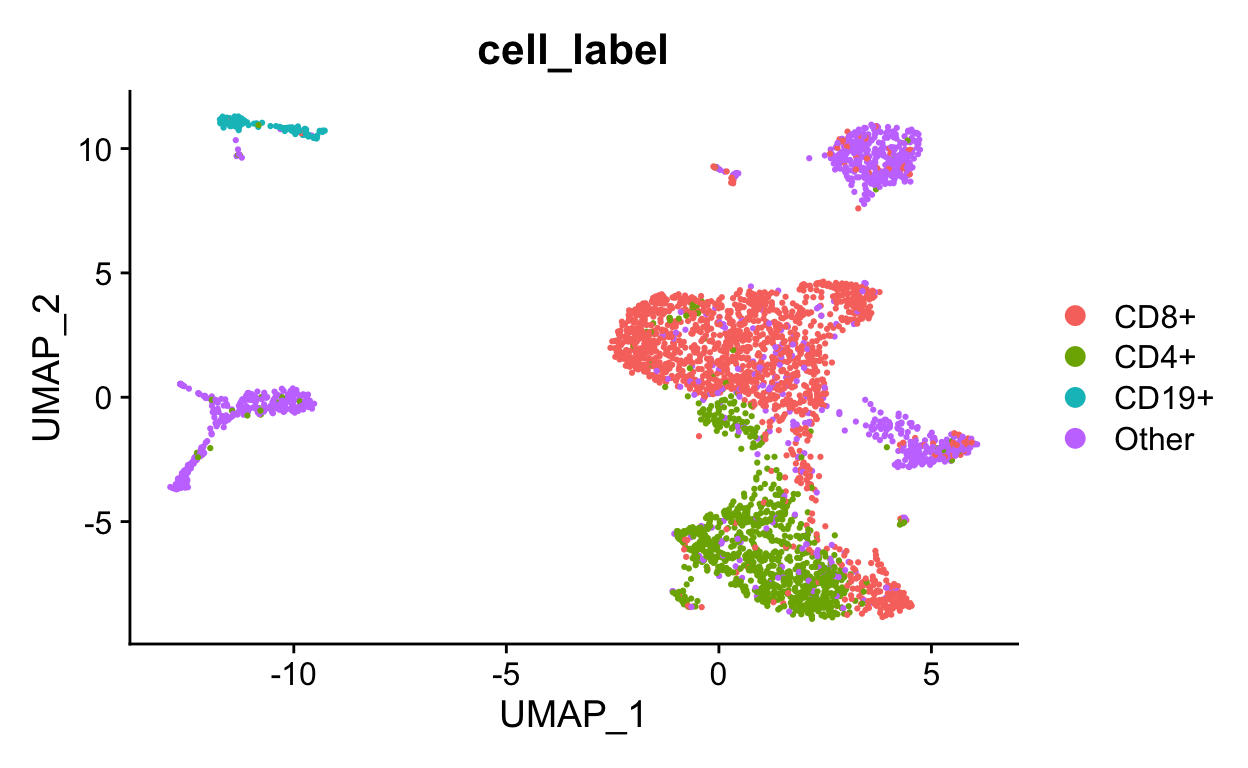 cell_label
10
5
0
-5
UMAP_2
-10
-5
0
5
UMAP_1
CD8+
CD4+
CD19+
Other